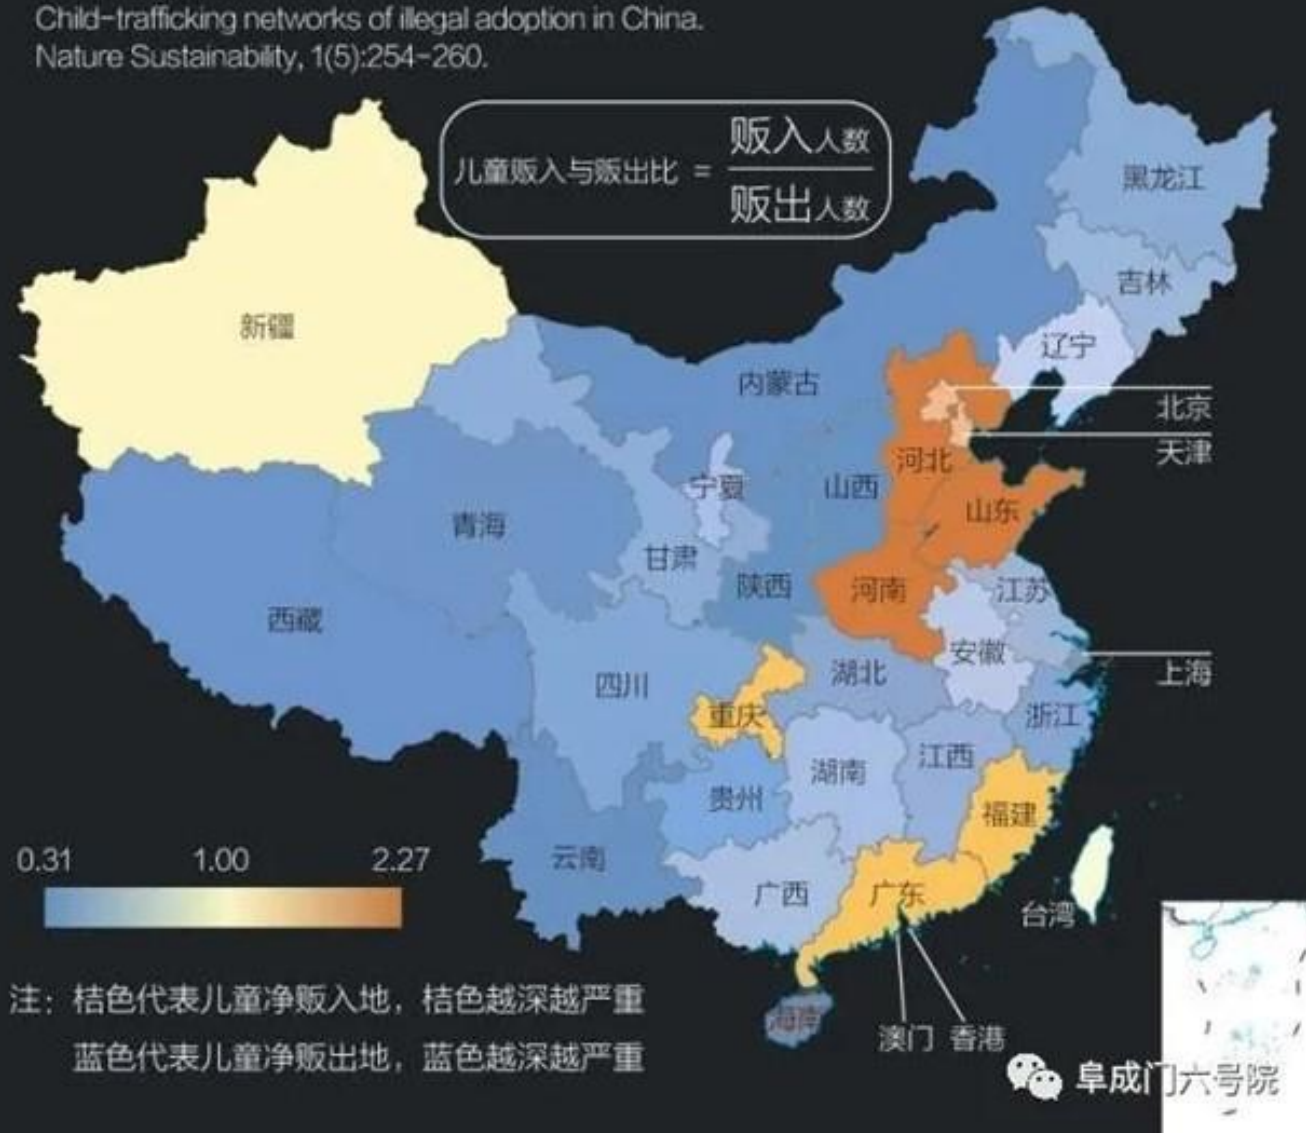 Child-trafficking networks of illegal adoption in China.
Nature Sustainability, 1(5):254-260.
儿童贩入与贩出比 =
贩入人数
贩出人数
黑龙江
吉林
新疆
辽宁
内蒙古
北京
天津
河北
宁夏
山西
山东
青海
甘肃
陕西
河南
江苏
西藏
安徽
四川
湖北
上海
重庆
浙江
湖南
江西
贵州
福建
0.31 1.00 2.27
云南
广西
广东
台湾
注：桔色代表儿童净贩入地，桔色越深越严重
海南
澳门 香港
蓝色代表儿童净贩出地，蓝色越深越严重
阜成门六号院